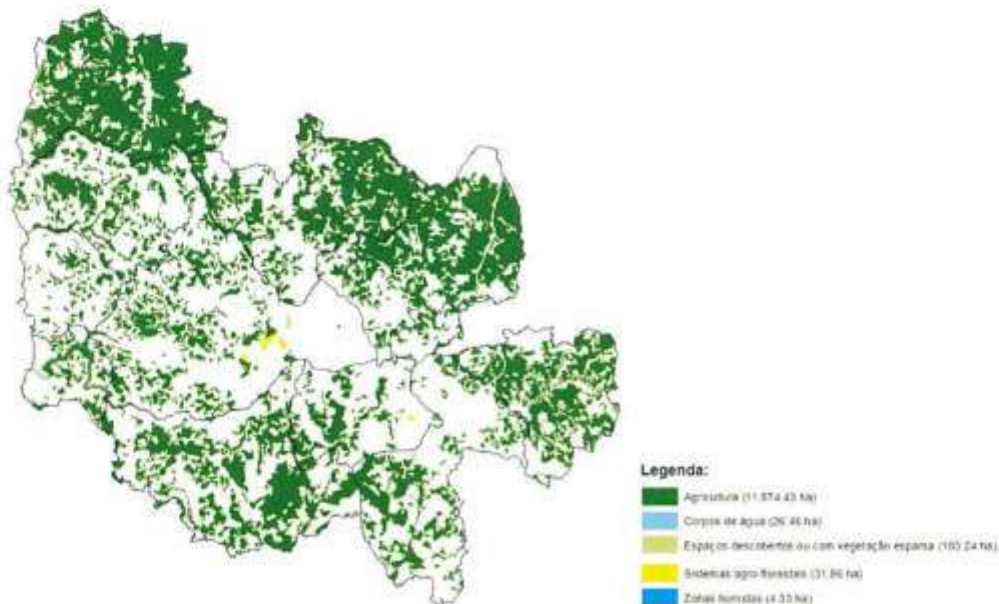 Legenda:
Agricultura (11.574.43 ha)
Corpos de água (26.46 ha)
Espaços descobertos ou com vegetação esparsa (103.24 ha)
Sistemas agro-florestais (31.96 ha)
Zonas húmidas (4.33 ha)